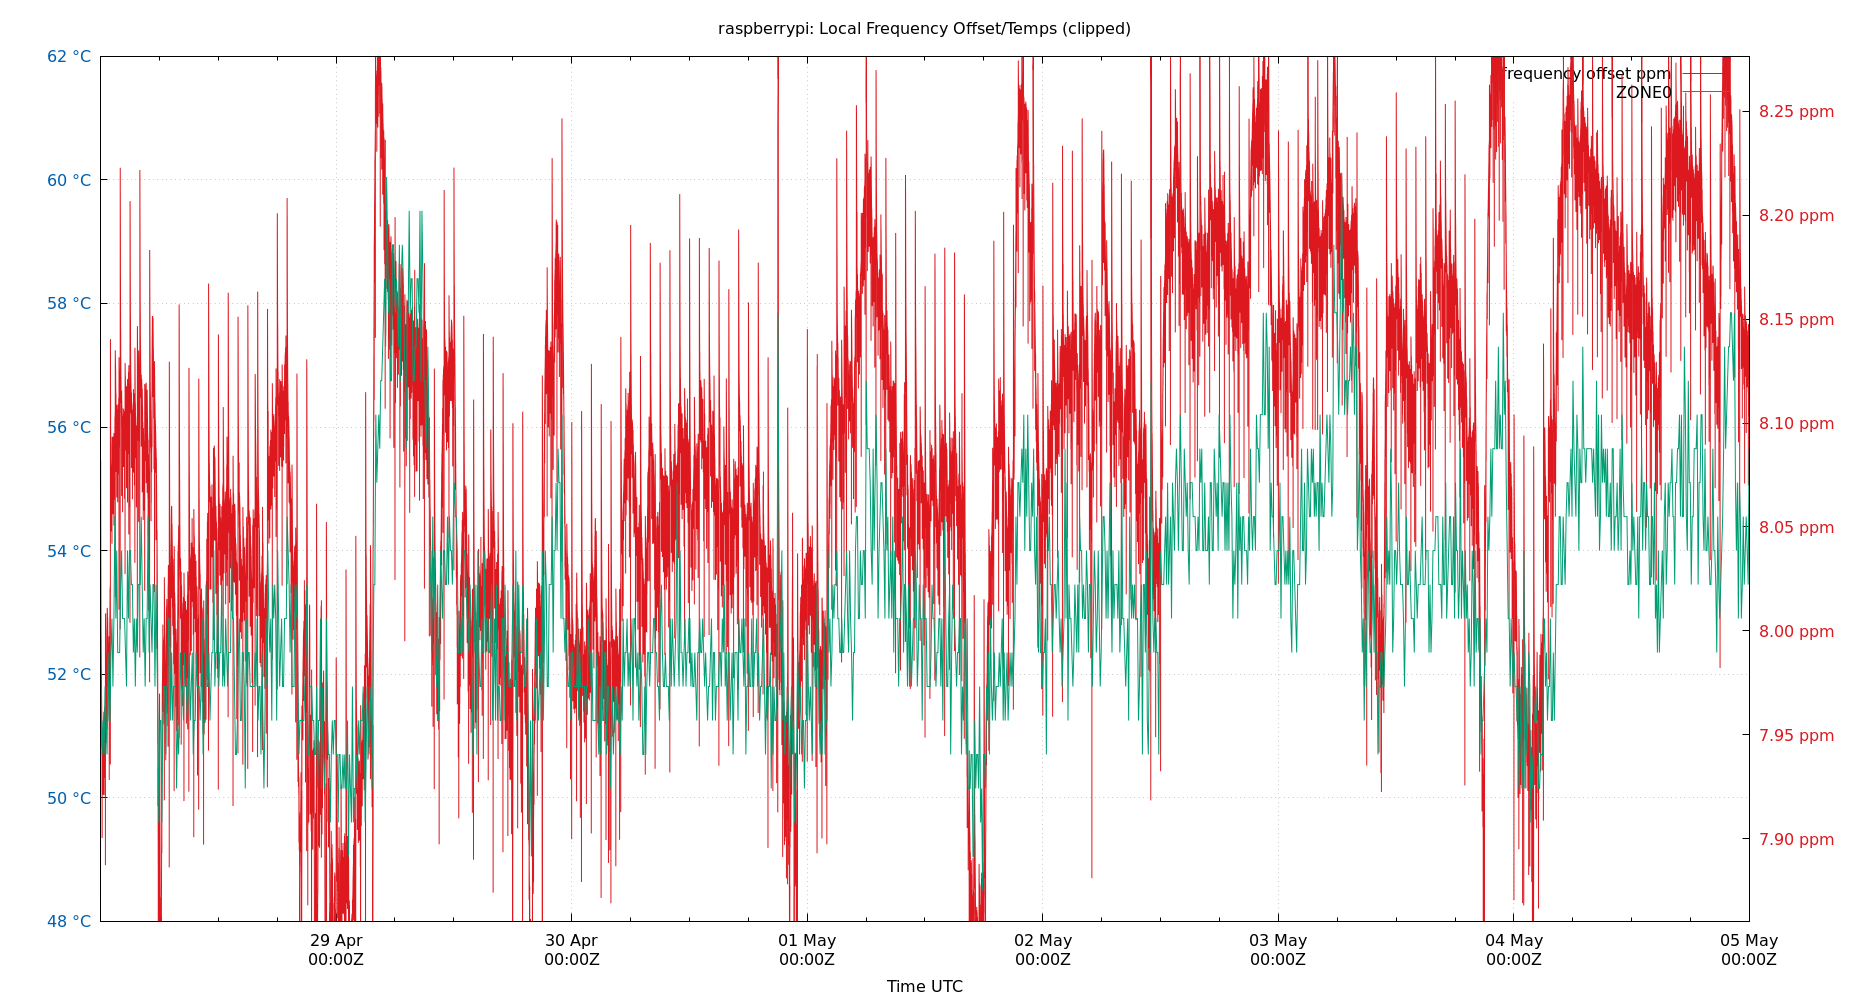 raspberrypi: Local Frequency Offset/Temps (clipped)
62 °C
60 °C
58 °C
56 °C
54 °C
52 °C
50 °C
48 °C
frequency offset ppm
ZONE0
8.25 ppm
8.20 ppm
8.15 ppm
8.10 ppm
8.05 ppm
8.00 ppm
7.95 ppm
7.90 ppm
29 Apr
00:00Z
30 Apr
00:00Z
01 May
00:00Z
02 May
00:00Z
03 May
00:00Z
04 May
00:00Z
05 May
00:00Z
Time UTC